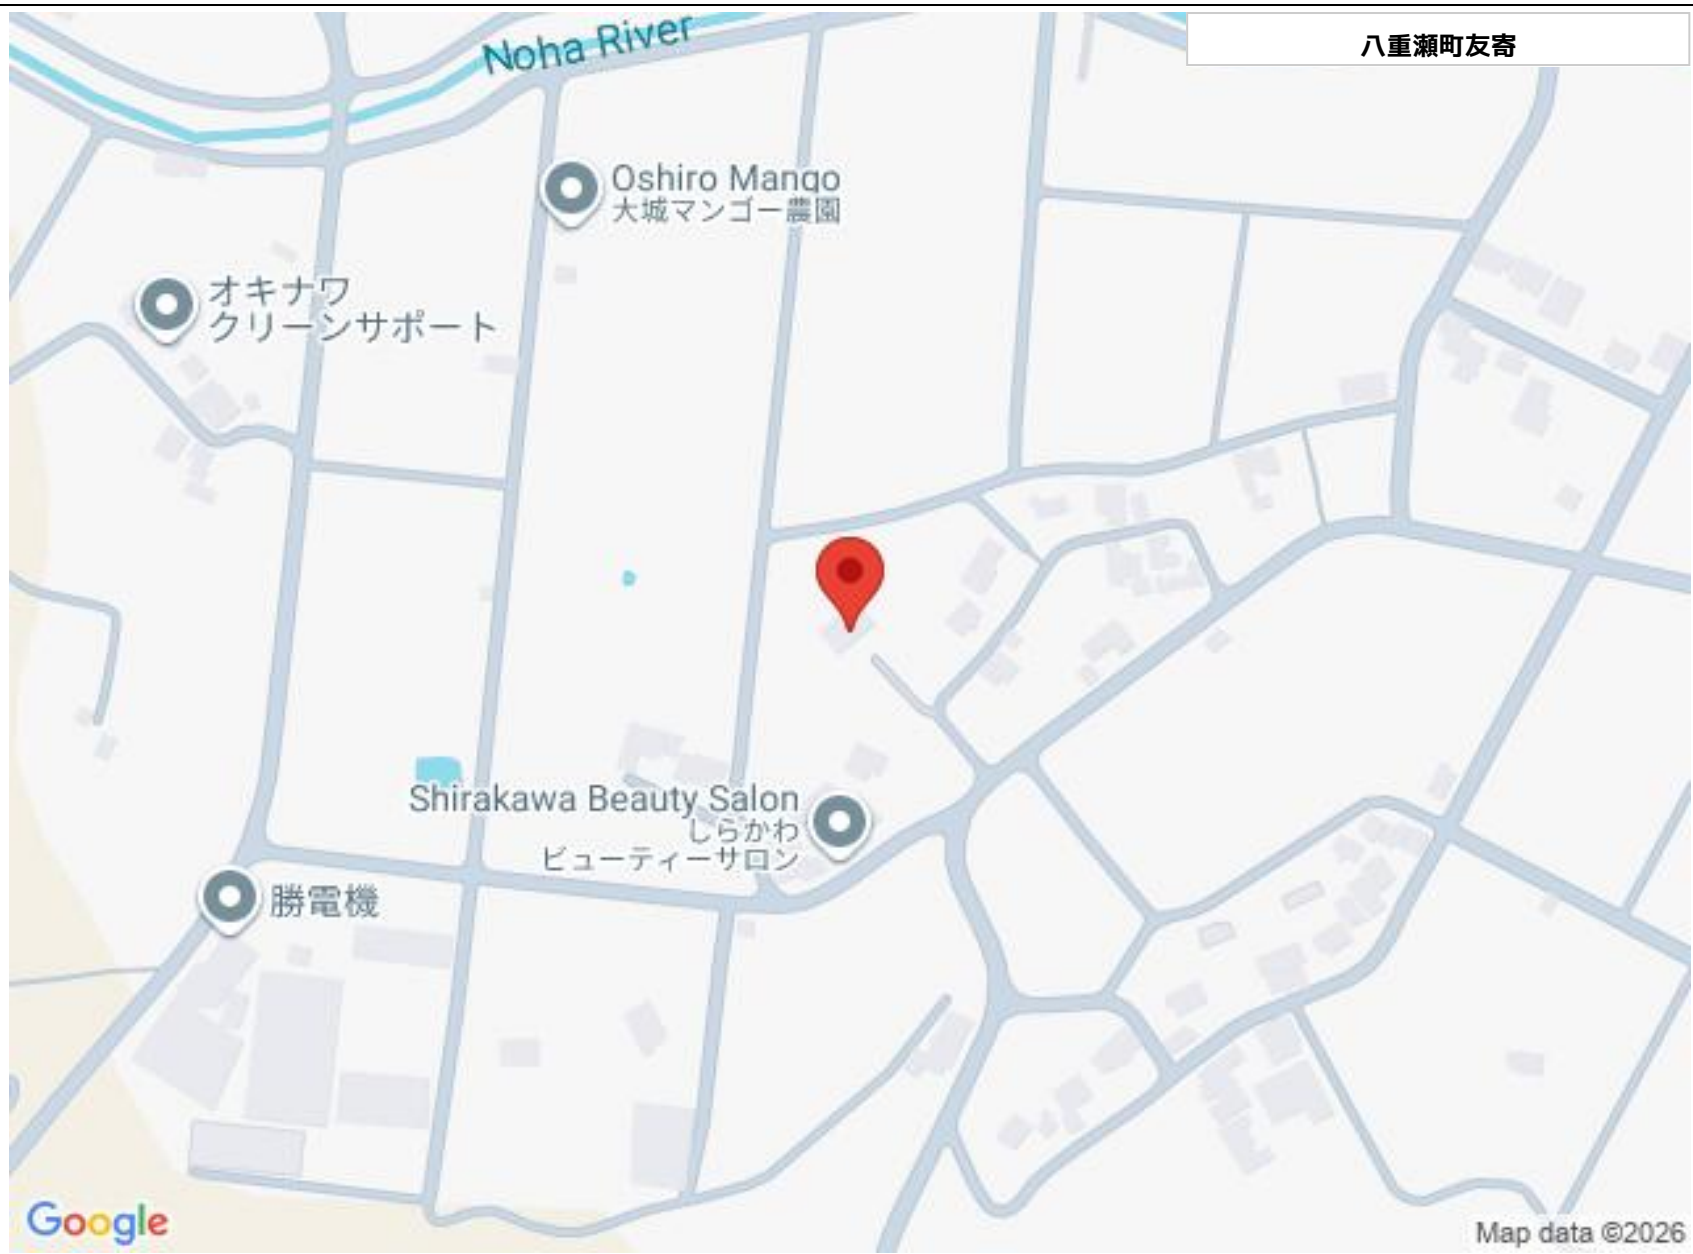 八重瀬町友寄
Noha River
Oshiro Mango
大城マンゴー農園
オキナワ
クリーンサポート
Shirakawa Beauty Salon
しらかわ
ビューティーサロン
勝電機
Google
Map data ©2026